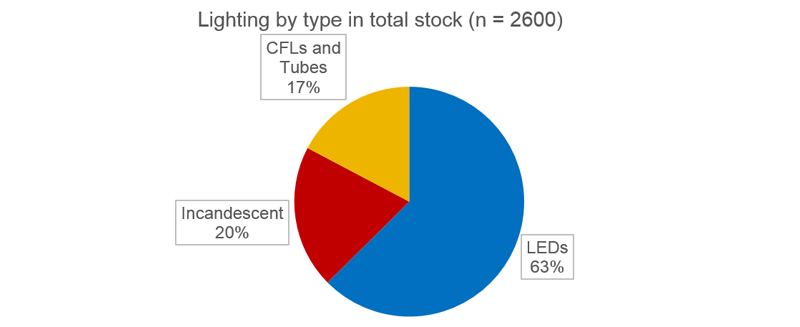 Lighting by type in total stock (n = 2600)
CFLs and
Tubes
17%
Incandescent
20%
LEDs
63%